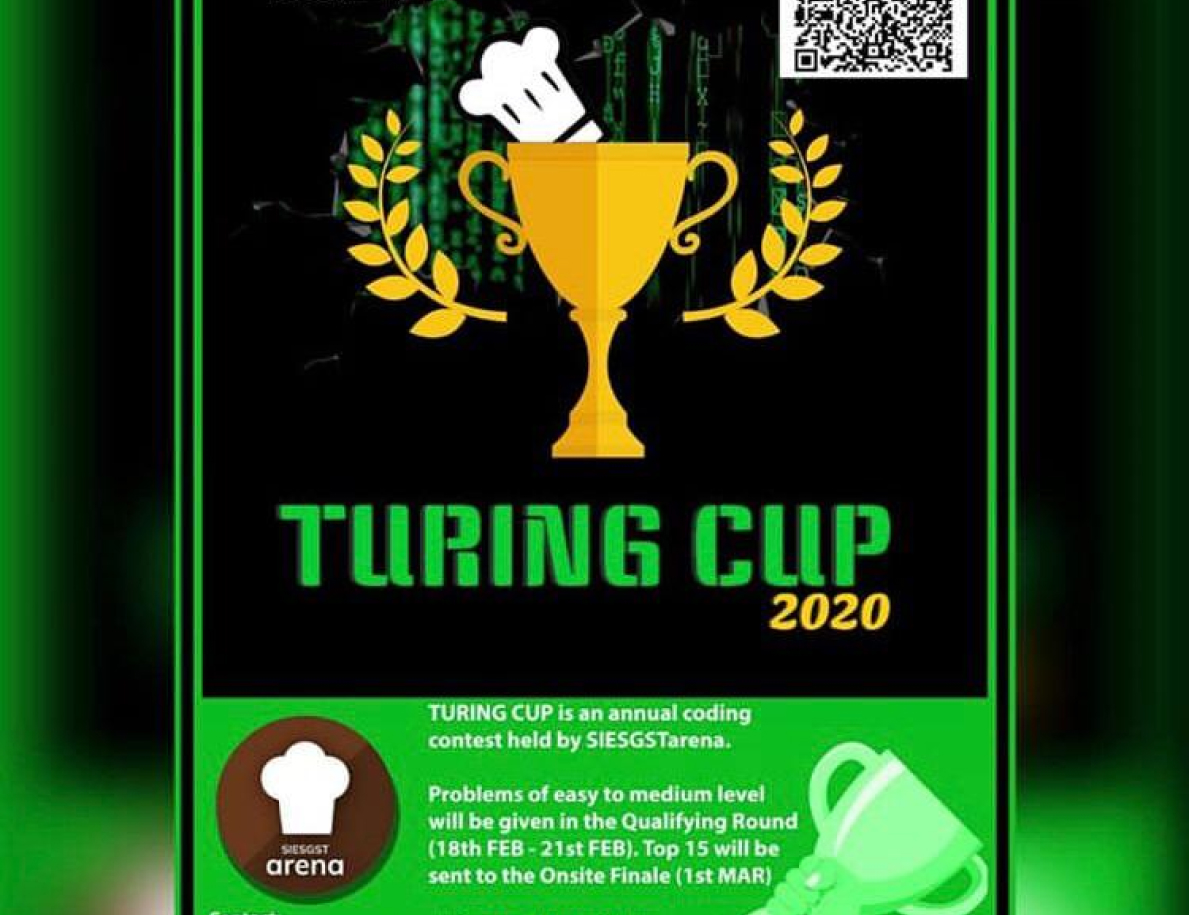 TURING CUP
2020
TURING CUP is an annual coding
contest held by SIESGSTarena.
Problems of easy to medium level
will be given in the Qualifying Round
(18th FEB - 21st FEB). Top 15 will be
sent to the Onsite Finale (1st MAR)
SIESGST
arena